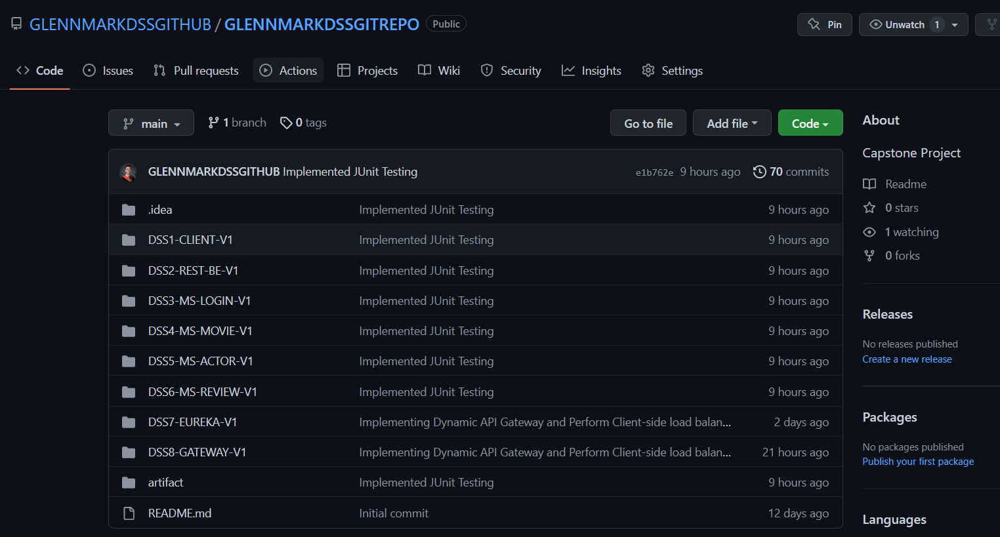 GLENNMARKDSSGITHUB / GLENNMARKDSSGITREPO Public
Pin Unwatch 1
Code Issues Pull requests Actions Projects Wiki Security Insights Settings
main 1 branch 0 tags Go to file Add file Code
GLENNMARKDSSGITHUB Implemented JUnit Testing e1b762e 9 hours ago 70 commits
.idea Implemented JUnit Testing 9 hours ago
DSS1-CLIENT-V1 Implemented JUnit Testing 9 hours ago
DSS2-REST-BE-V1 Implemented JUnit Testing 9 hours ago
DSS3-MS-LOGIN-V1 Implemented JUnit Testing 9 hours ago
DSS4-MS-MOVIE-V1 Implemented JUnit Testing 9 hours ago
DSS5-MS-ACTOR-V1 Implemented JUnit Testing 9 hours ago
DSS6-MS-REVIEW-V1 Implemented JUnit Testing 9 hours ago
DSS7-EUREKA-V1 Implementing Dynamic API Gateway and Perform Client-side load balan... 2 days ago
DSS8-GATEWAY-V1 Implementing Dynamic API Gateway and Perform Client-side load balan... 21 hours ago
artifact Implemented JUnit Testing 9 hours ago
README.md Initial commit 12 days ago
About
Capstone Project
Readme
0 stars
1 watching
0 forks
Releases
No releases published
Create a new release
Packages
No packages published
Publish your first package
Languages